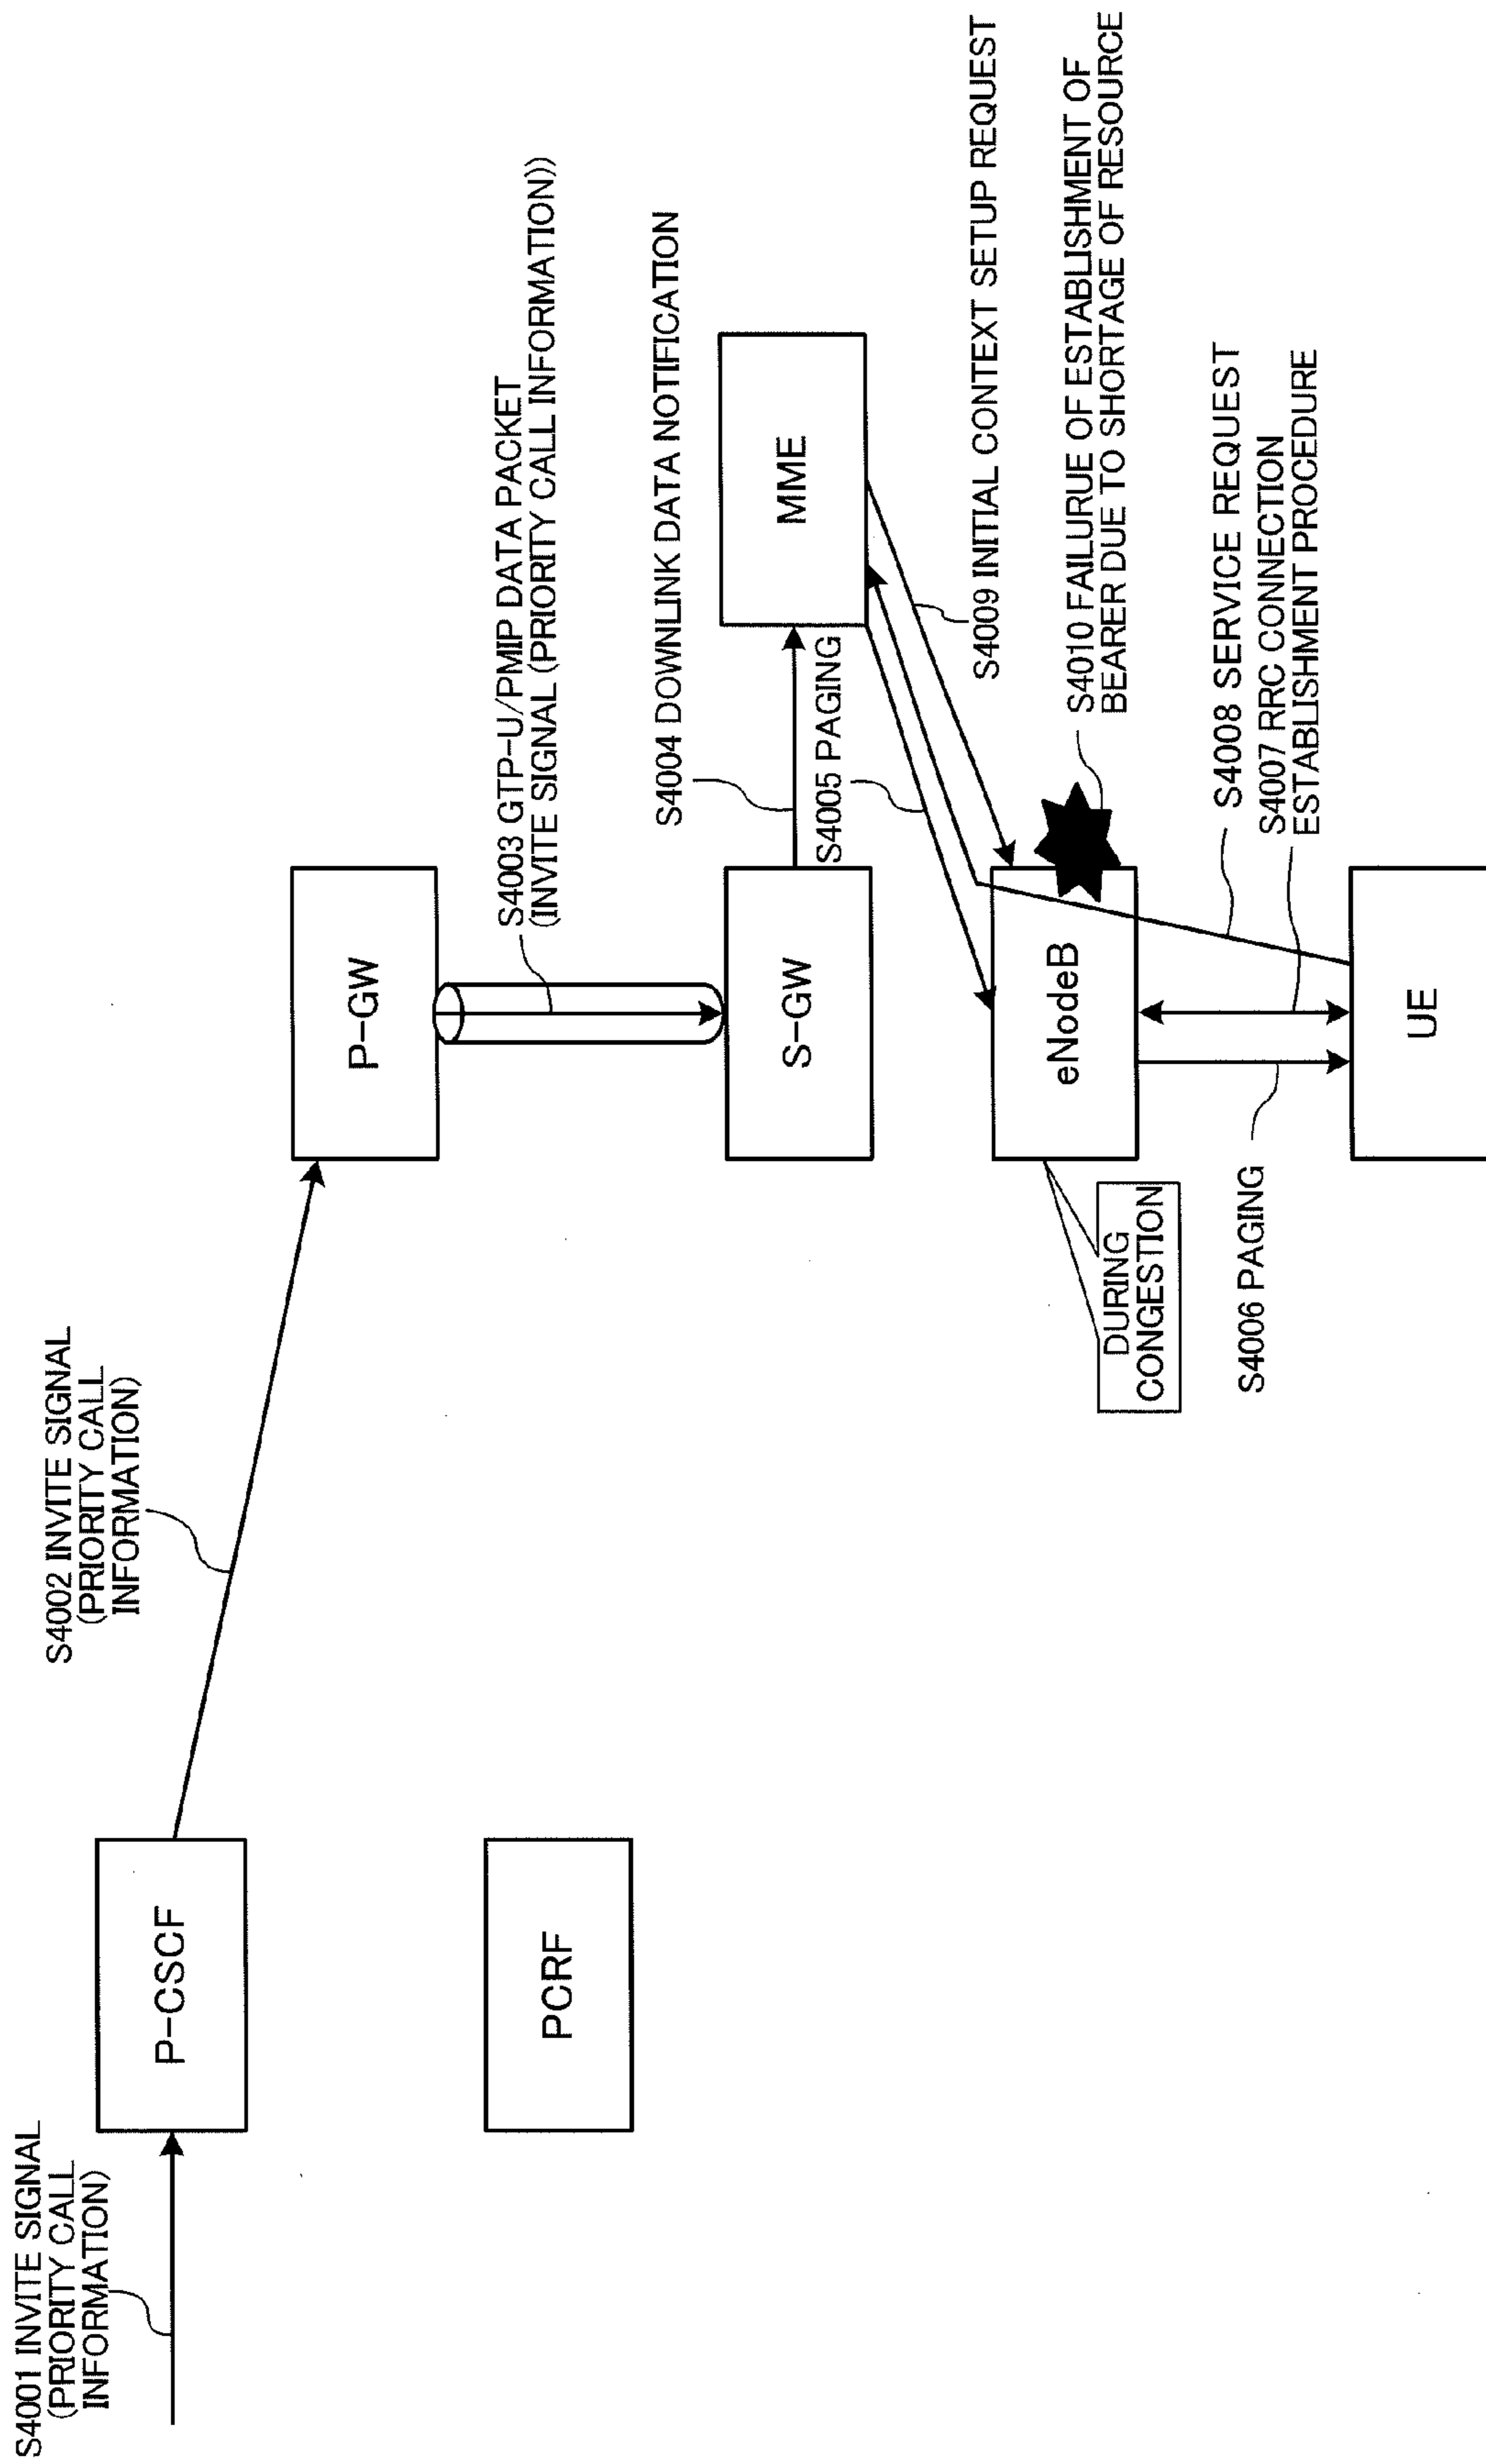 S4001 INVITE SIGNAL
(PRIORITY CALL
INFORMATION)
P-CSCF
S4002 INVITE SIGNAL
(PRIORITY CALL
INFORMATION)
PCRF
P-GW
S4003 GTP-U/PMIP DATA PACKET
(INVITE SIGNAL (PRIORITY CALL INFORMATION))
S-GW
S4004 DOWNLINK DATA NOTIFICATION
MME
S4005 PAGING
S4009 INITIAL CONTEXT SETUP REQUEST
eNodeB
S4010 FAILURUE OF ESTABLISHMENT OF
BEARER DUE TO SHORTAGE OF RESOURCE
DURING
CONGESTION
S4006 PAGING
S4008 SERVICE REQUEST
S4007 RRC CONNECTION
ESTABLISHMENT PROCEDURE
UE